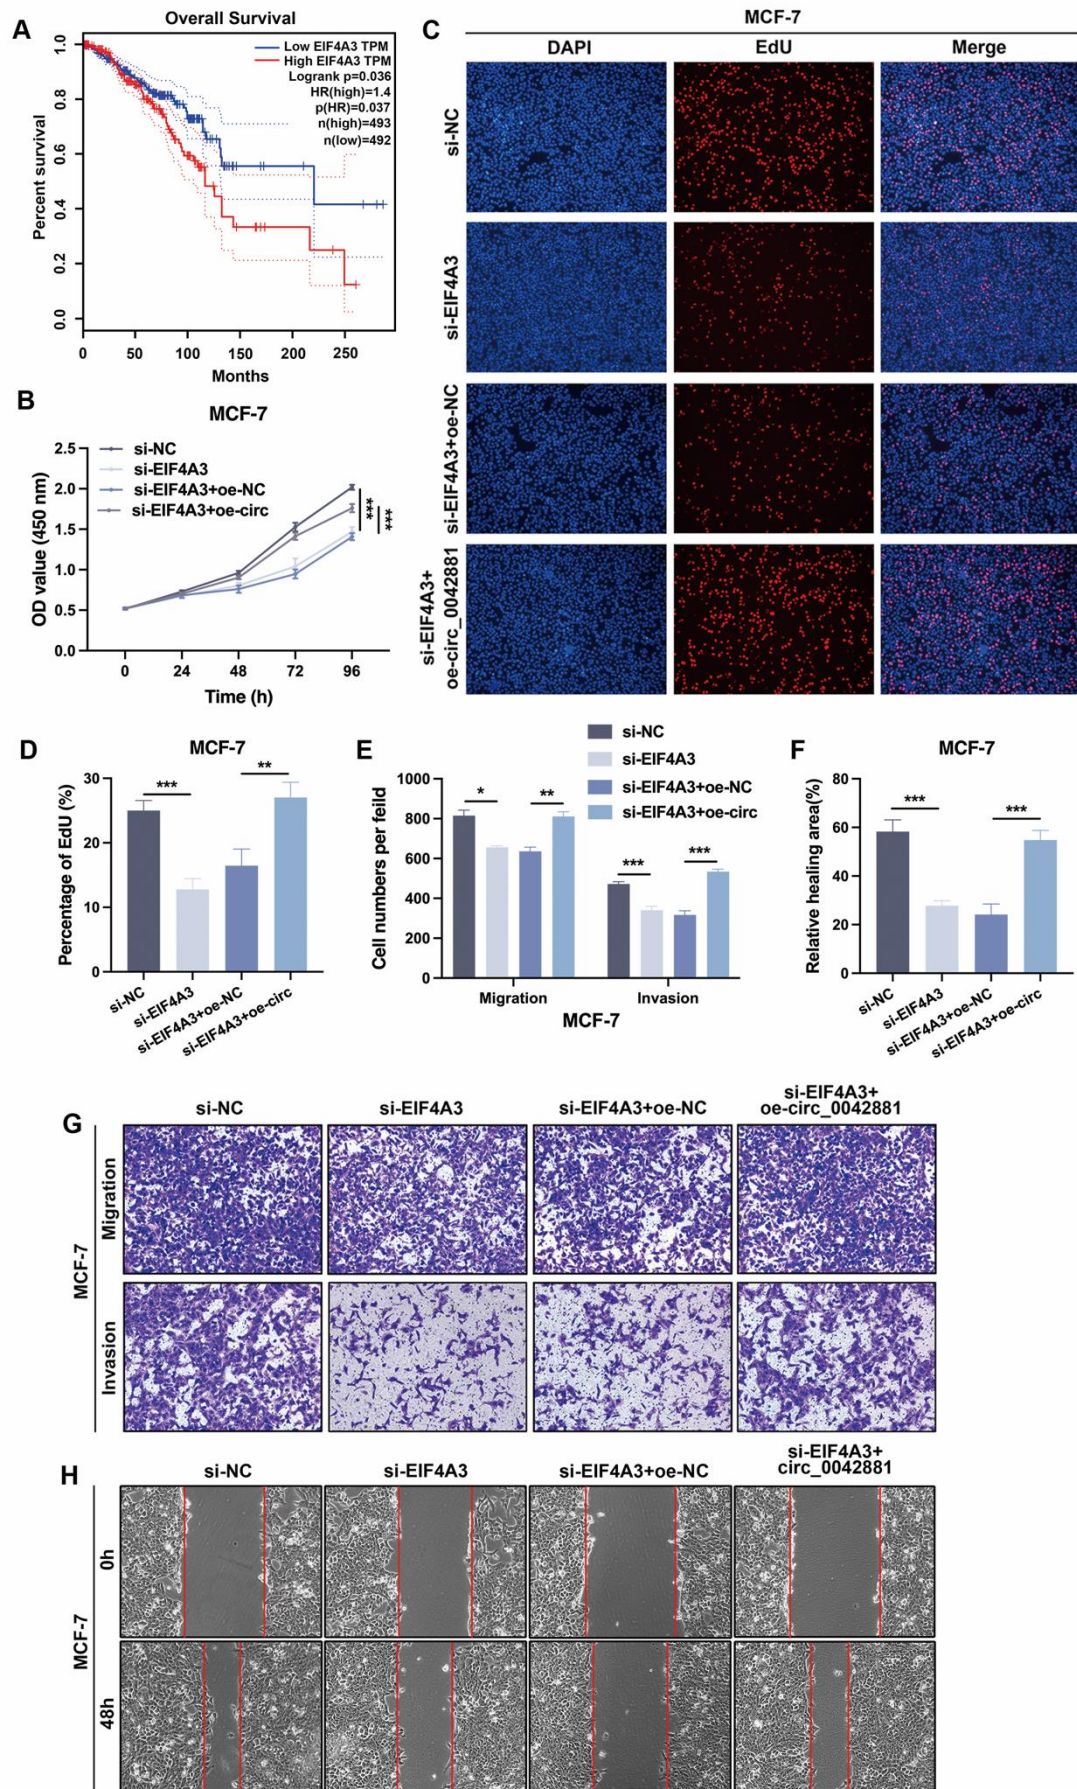 A
Overall Survival
Low EIF4A3 TPM
High EIF4A3 TPM
Logrank p=0.036
HR(high)=1.4
p(HR)=0.037
n(high)=493
n(low)=492
Percent survival
1.0
0.8
0.6
0.4
0.2
0.0
0 50 100 150 200 250
Months
B
MCF-7
si-NC
si-EIF4A3
si-EIF4A3+oe-NC
si-EIF4A3+oe-circ
OD value (450 nm)
2.5
2.0
1.5
1.0
0.5
0.0
***
***
0 24 48 72 96
Time (h)
C
MCF-7
DAPI EdU Merge
si-NC
si-EIF4A3
si-EIF4A3+oe-NC
si-EIF4A3+
oe-circ_0042881
D
MCF-7
Percentage of EdU (%)
30
20
10
0
***
**
si-NC
si-EIF4A3
si-EIF4A3+oe-NC
si-EIF4A3+oe-circ
E
si-NC
si-EIF4A3
si-EIF4A3+oe-NC
si-EIF4A3+oe-circ
Cell numbers per feild
1000
800
600
400
200
0
*
**
***
***
Migration Invasion
MCF-7
F
MCF-7
Relative healing area(%)
80
60
40
20
0
***
***
si-NC
si-EIF4A3
si-EIF4A3+oe-NC
si-EIF4A3+oe-circ
G
si-NC si-EIF4A3 si-EIF4A3+oe-NC si-EIF4A3+
oe-circ_0042881
MCF-7
Migration
Invasion
H
si-NC si-EIF4A3 si-EIF4A3+oe-NC si-EIF4A3+
circ_0042881
MCF-7
0h
48h